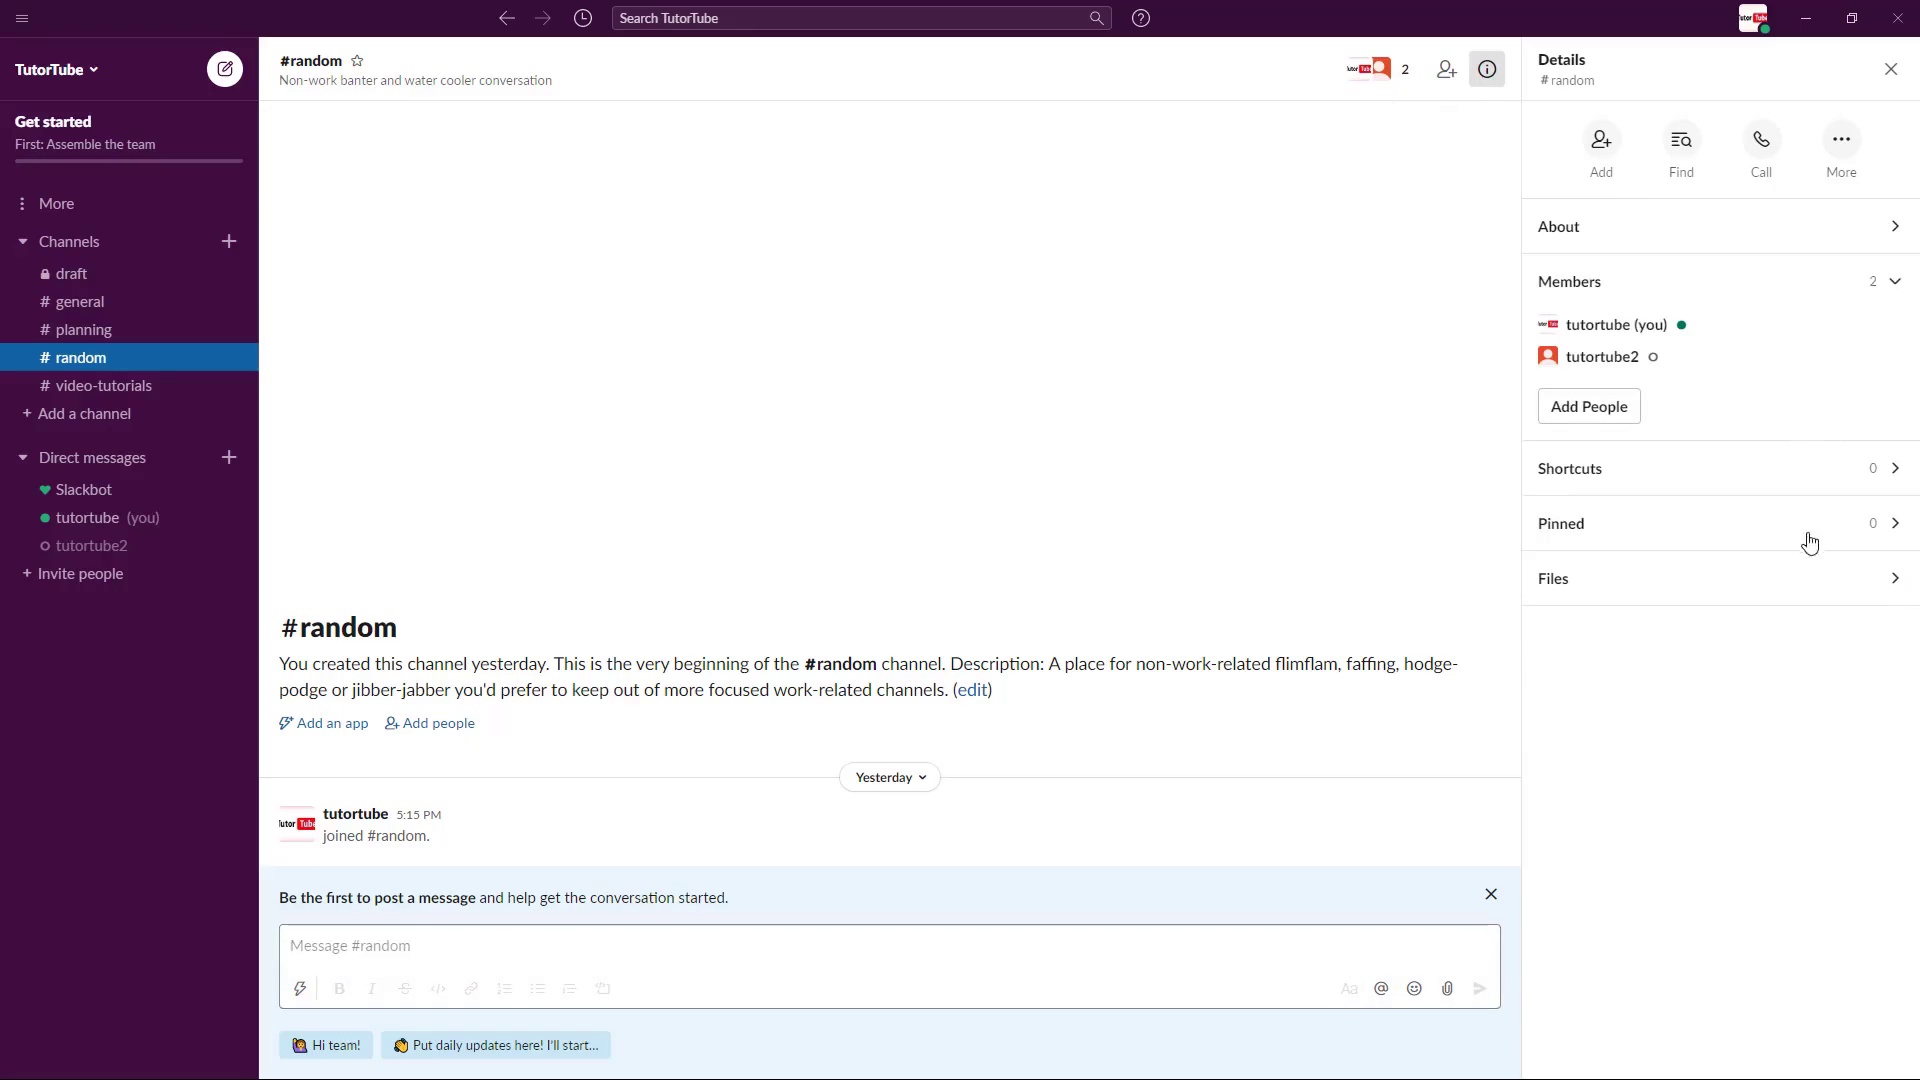 Search TutorTube
TutorTube
Get started
First: Assemble the team
More
Channels
draft
# general
# planning
# random
# video-tutorials
+ Add a channel
Direct messages
Slackbot
tutortube (you)
tutortube2
+ Invite people
#random
Non-work banter and water cooler conversation
2
#random
You created this channel yesterday. This is the very beginning of the #random channel. Description: A place for non-work-related flimflam, faffing, hodge-
podge or jibber-jabber you'd prefer to keep out of more focused work-related channels. (edit)
Add an app Add people
Yesterday
Tube
tutortube 5:15 PM
joined #random.
Be the first to post a message and help get the conversation started.
Message #random
B I S </> Aa @
Hi team! Put daily updates here! I'll start...
Details
# random
Add Find Call More
About
Members 2
tutortube (you)
tutortube2
Add People
Shortcuts 0
Pinned 0
Files